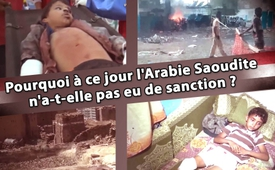 Pourquoi à ce jour l'Arabie Saoudite
n'a-t-elle pas eu de sanction ?